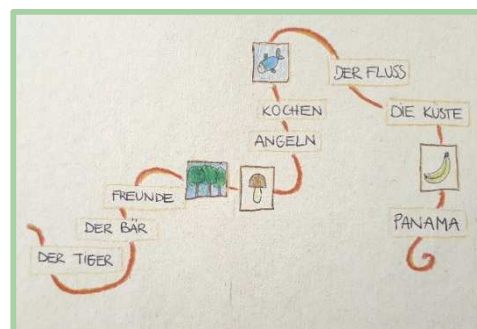 DER TIGER
DER BÄR
FREUNDE
ANGELN
KOCHEN
DER FLUSS
DIE KÜSTE
PANAMA